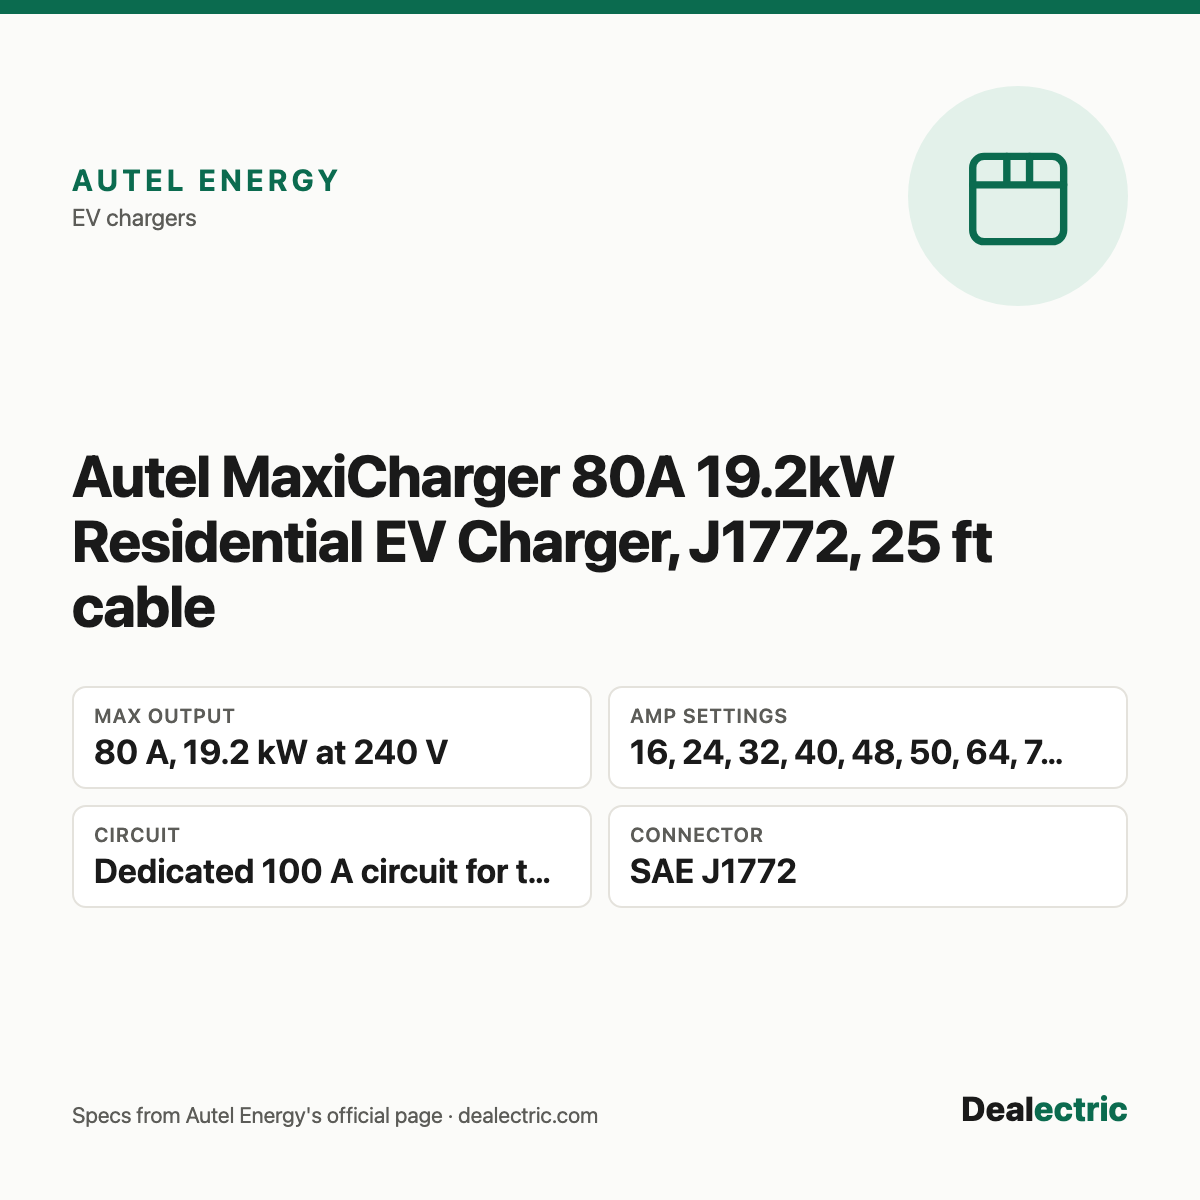 AUTEL ENERGY
EV chargers
Autel MaxiCharger 80A 19.2kW
Residential EV Charger, J1772, 25 ft
cable
MAX OUTPUT
80 A, 19.2 kW at 240 V
AMP SETTINGS
16, 24, 32, 40, 48, 50, 64, 7...
CIRCUIT
Dedicated 100 A circuit for t...
CONNECTOR
SAE J1772
Specs from Autel Energy's official page · dealectric.com
Dealectric